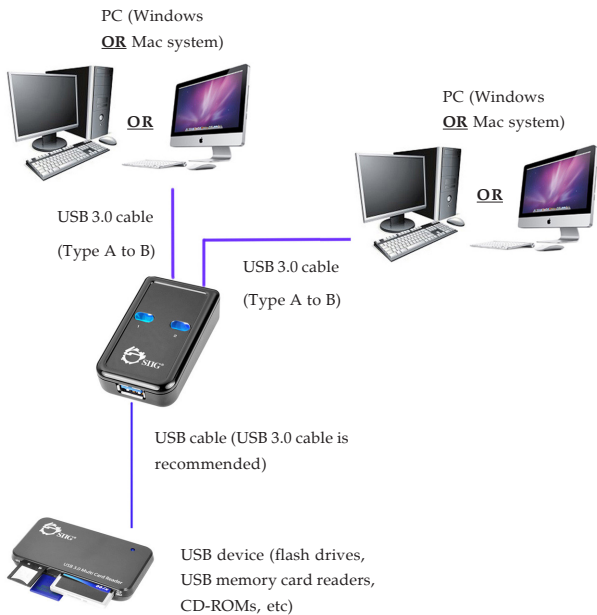 PC (Windows
OR Mac system)
OR
PC (Windows
OR Mac system)
OR
USB 3.0 cable
(Type A to B)
USB 3.0 cable
(Type A to B)
1 2
SIIG®
USB cable (USB 3.0 cable is
recommended)
SIIG®
USB 3.0 Multi Card Reader
USB device (flash drives,
USB memory card readers,
CD-ROMs, etc)